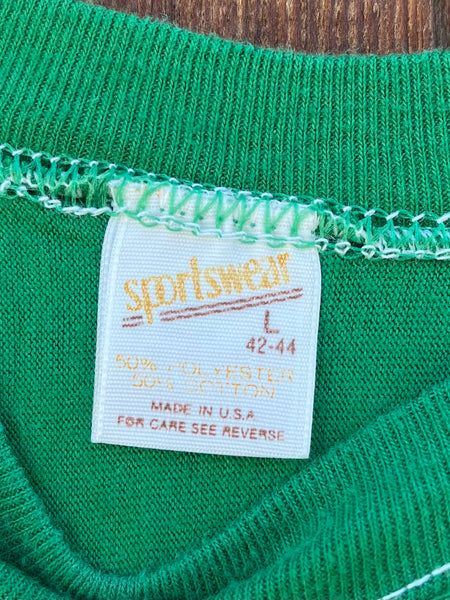 sportswear
L
42-44
50% POLYESTER
50% COTTON
MADE IN U.S.A
FOR CARE SEE REVERSE